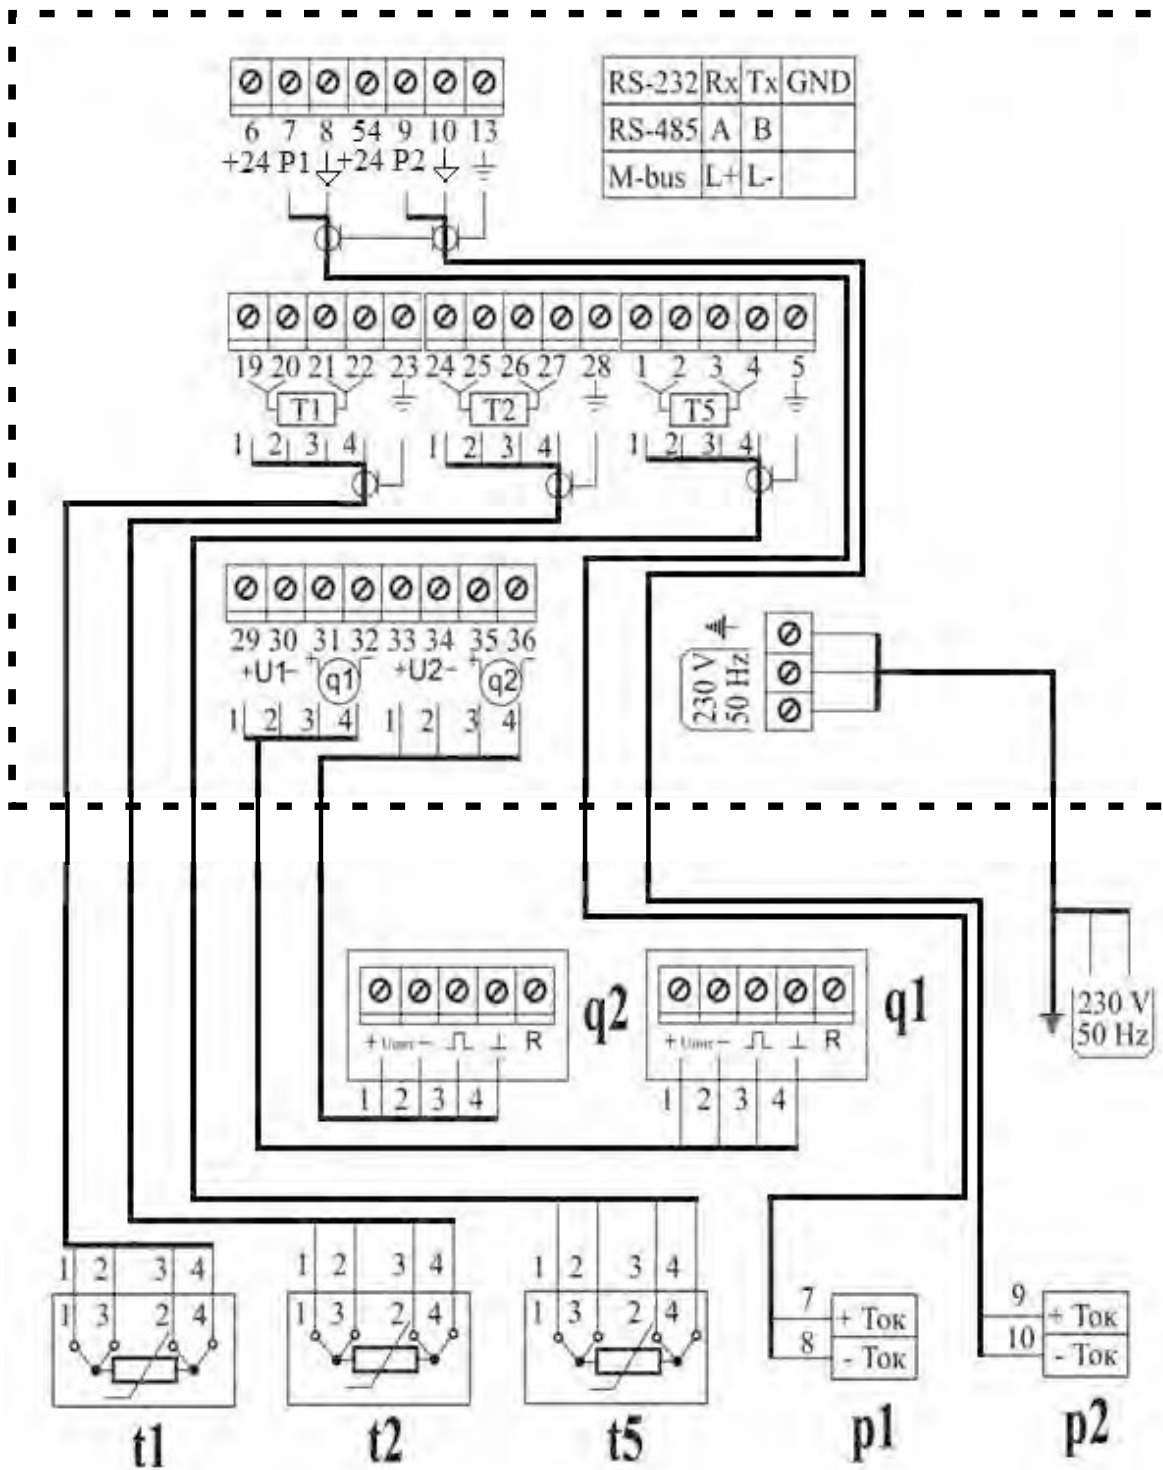 RS-232 Rx Tx GND
RS-485 A B
M-bus L+ L-
6 7 8 54 9 10 13
+24 P1 +24 P2
19 20 21 22 23 24 25 26 27 28 1 2 3 4 5
T1 T2 T5
1 2 3 4 1 2 3 4 1 2 3 4
29 30 31 32 33 34 35 36
+U1- + q1 - +U2- + q2 -
1 2 3 4 1 2 3 4
230 V
50 Hz
q2
+ Uпит - R
1 2 3 4
q1
+ Uпит - R
1 2 3 4
230 V
50 Hz
1 2 3 4
1 3 2 4
t1
1 2 3 4
1 3 2 4
t2
1 2 3 4
1 3 2 4
t5
7 + Ток
8 - Ток
p1
9 + Ток
10 - Ток
p2